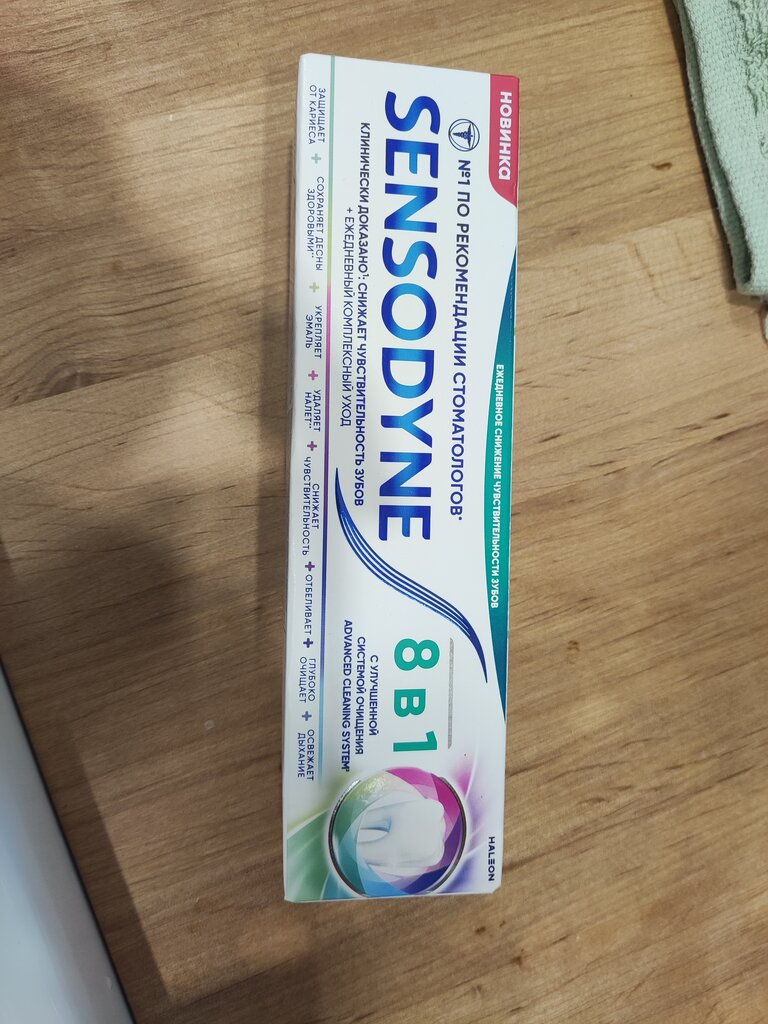 НОВИНКА
ЕЖЕДНЕВНОЕ СНИЖЕНИЕ ЧУВСТВИТЕЛЬНОСТИ ЗУБОВ
№1 ПО РЕКОМЕНДАЦИИ СТОМАТОЛОГОВ*
SENSODYNE
КЛИНИЧЕСКИ ДОКАЗАНО¹: СНИЖАЕТ ЧУВСТВИТЕЛЬНОСТЬ ЗУБОВ
+ ЕЖЕДНЕВНЫЙ КОМПЛЕКСНЫЙ УХОД
8 В 1
С УЛУЧШЕННОЙ
СИСТЕМОЙ ОЧИЩЕНИЯ
ADVANCED CLEANING SYSTEM*
HALEON
ЗАЩИЩАЕТ
ОТ КАРИЕСА
+
СОХРАНЯЕТ ДЕСНЫ
ЗДОРОВЫМИ**
+
УКРЕПЛЯЕТ
ЭМАЛЬ
+
УДАЛЯЕТ
НАЛЕТ**
+
СНИЖАЕТ
ЧУВСТВИТЕЛЬНОСТЬ
+
ОТБЕЛИВАЕТ
+
ГЛУБОКО
ОЧИЩАЕТ
+
ОСВЕЖАЕТ
ДЫХАНИЕ